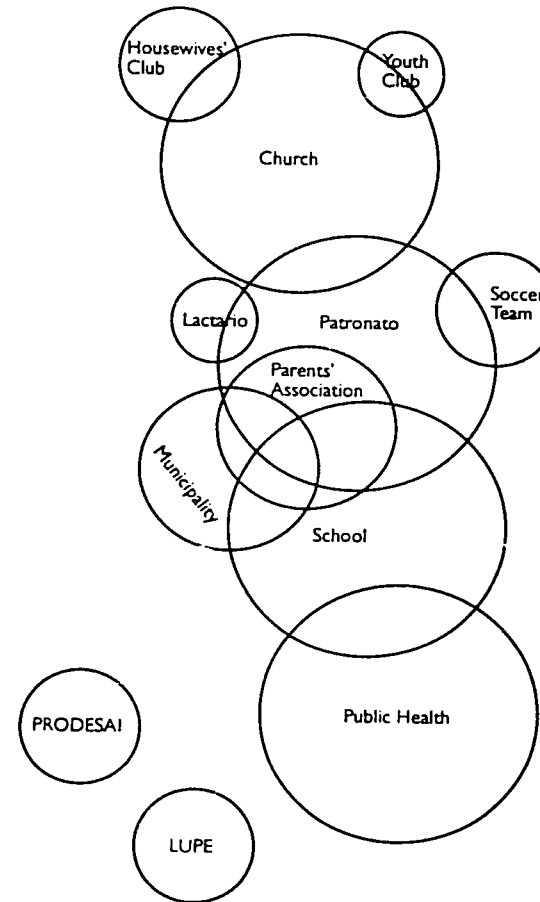 Housewives'
Club
Youth
Club
Church
Lactario
Patronato
Soccer
Team
Parents'
Association
Municipality
School
PRODESAI
Public Health
LUPE